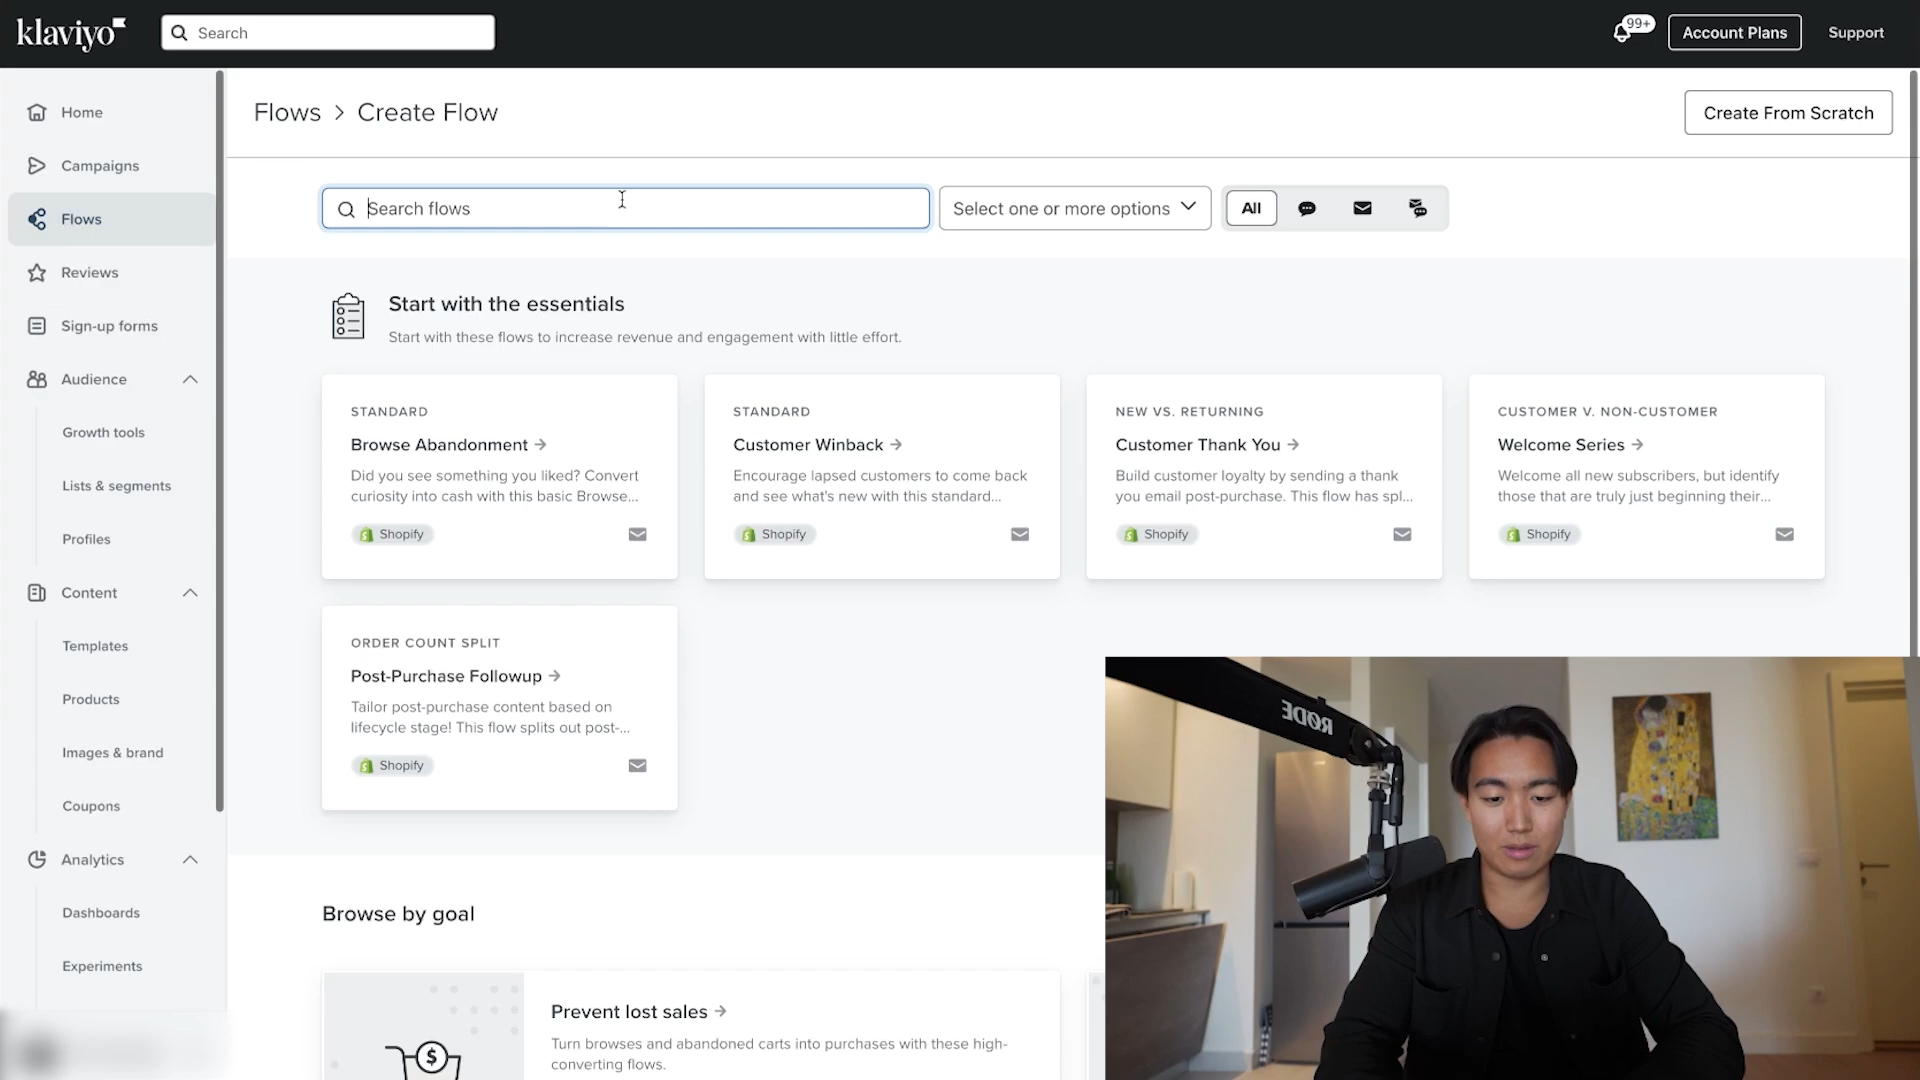 klaviyo
Search
99+
Account Plans
Support
Home
Campaigns
Flows
Reviews
Sign-up forms
Audience
Growth tools
Lists & segments
Profiles
Content
Templates
Products
Images & brand
Coupons
Analytics
Dashboards
Experiments
Flows > Create Flow
Create From Scratch
Search flows
Select one or more options
All
Start with the essentials
Start with these flows to increase revenue and engagement with little effort.
STANDARD
Browse Abandonment →
Did you see something you liked? Convert
curiosity into cash with this basic Browse...
Shopify
STANDARD
Customer Winback →
Encourage lapsed customers to come back
and see what's new with this standard...
Shopify
NEW VS. RETURNING
Customer Thank You →
Build customer loyalty by sending a thank
you email post-purchase. This flow has spl...
Shopify
CUSTOMER V. NON-CUSTOMER
Welcome Series →
Welcome all new subscribers, but identify
those that are truly just beginning their...
Shopify
ORDER COUNT SPLIT
Post-Purchase Followup →
Tailor post-purchase content based on
lifecycle stage! This flow splits out post-...
Shopify
Browse by goal
$
Prevent lost sales →
Turn browses and abandoned carts into purchases with these high-
converting flows.
RØDE